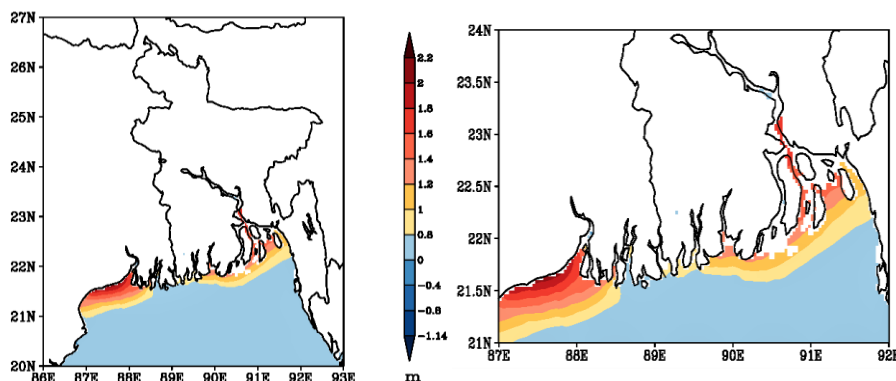 27N
26N
25N
24N
23N
22N
21N
20N
86E 87E 88E 89E 90E 91E 92E 93E
2.2
2
1.8
1.6
1.4
1.2
1
0.8
0
-0.4
-0.8
-1.14
m
24N
23.5N
23N
22.5N
22N
21.5N
21N
87E 88E 89E 90E 91E 92E